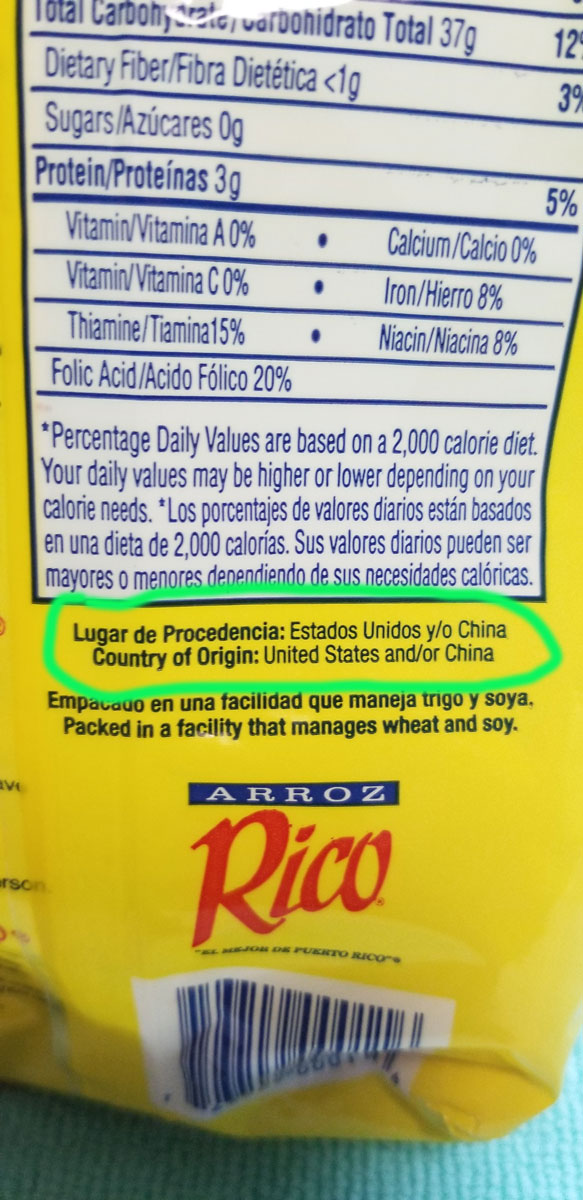 Total Carbohydrate/Carbohidrato Total 37g 12%
Dietary Fiber/Fibra Dietética <1g 3%
Sugars/Azúcares 0g
Protein/Proteínas 3g 5%
Vitamin/Vitamina A 0% • Calcium/Calcio 0%
Vitamin/Vitamina C 0% • Iron/Hierro 8%
Thiamine/Tiamina15% • Niacin/Niacina 8%
Folic Acid/Acido Fólico 20%
*Percentage Daily Values are based on a 2,000 calorie diet.
Your daily values may be higher or lower depending on your
calorie needs. *Los porcentajes de valores diarios están basados
en una dieta de 2,000 calorías. Sus valores diarios pueden ser
mayores o menores dependiendo de sus necesidades calóricas.
Lugar de Procedencia: Estados Unidos y/o China
Country of Origin: United States and/or China
Empacado en una facilidad que maneja trigo y soya.
Packed in a facility that manages wheat and soy.
ARROZ
Rico®
"EL MEJOR DE PUERTO RICO"®